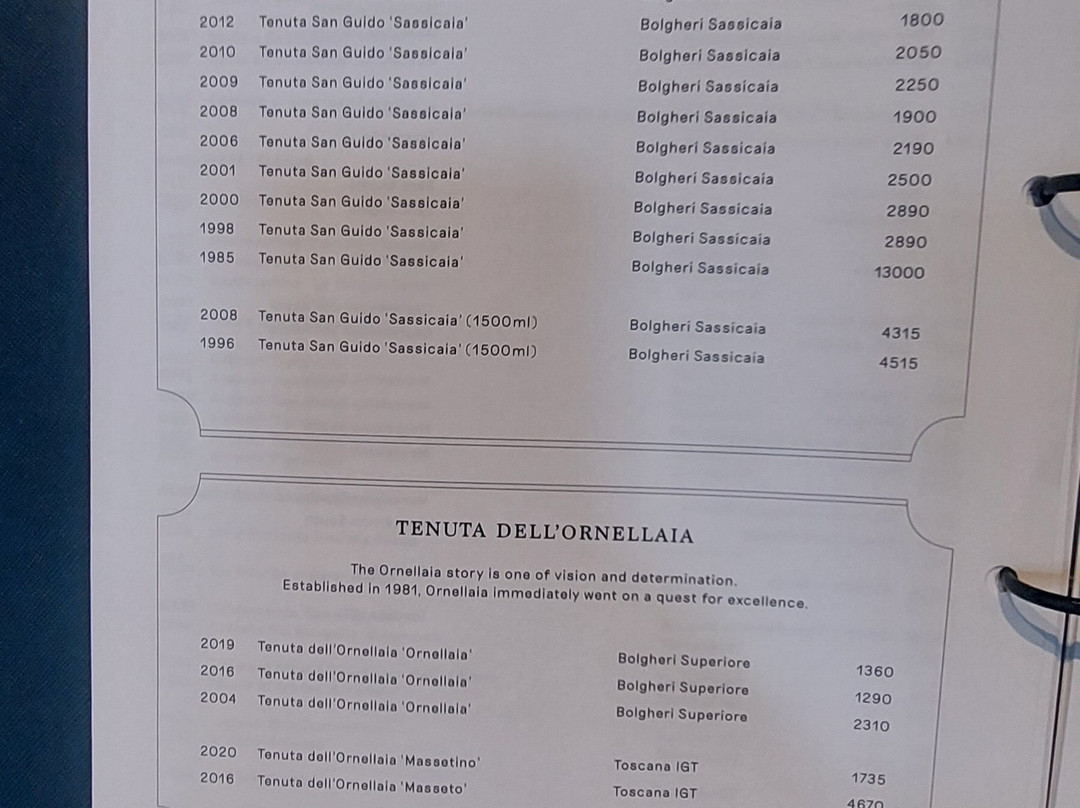 2012 Tenuta San Guido 'Sassicaia' Bolgheri Sassicaia 1800
2010 Tenuta San Guido 'Sassicaia' Bolgheri Sassicaia 2050
2009 Tenuta San Guido 'Sassicaia' Bolgheri Sassicaia 2250
2008 Tenuta San Guido 'Sassicaia' Bolgheri Sassicaia 1900
2006 Tenuta San Guido 'Sassicaia' Bolgheri Sassicaia 2190
2001 Tenuta San Guido 'Sassicaia' Bolgheri Sassicaia 2500
2000 Tenuta San Guido 'Sassicaia' Bolgheri Sassicaia 2890
1998 Tenuta San Guido 'Sassicaia' Bolgheri Sassicaia 2890
1985 Tenuta San Guido 'Sassicaia' Bolgheri Sassicaia 13000
2008 Tenuta San Guido 'Sassicaia' (1500ml) Bolgheri Sassicaia 4315
1996 Tenuta San Guido 'Sassicaia' (1500ml) Bolgheri Sassicaia 4515
TENUTA DELL'ORNELLAIA
The Ornellaia story is one of vision and determination.
Established in 1981, Ornellaia immediately went on a quest for excellence.
2019 Tenuta dell'Ornellaia 'Ornellaia' Bolgheri Superiore 1360
2016 Tenuta dell'Ornellaia 'Ornellaia' Bolgheri Superiore 1290
2004 Tenuta dell'Ornellaia 'Ornellaia' Bolgheri Superiore 2310
2020 Tenuta dell'Ornellaia 'Massetino' Toscana IGT 1735
2016 Tenuta dell'Ornellaia 'Masseto' Toscana IGT 4670